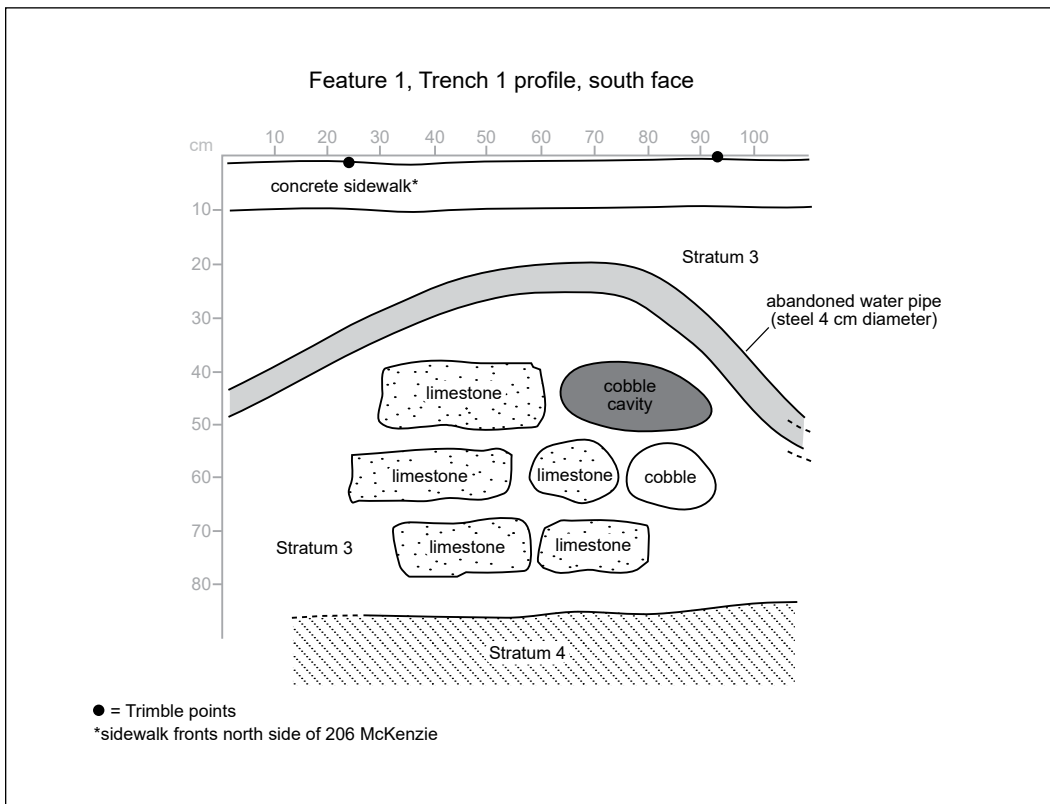 Feature 1, Trench 1 profile, south face
cm
10 20 30 40 50 60 70 80 90 100
concrete sidewalk*
10
20
Stratum 3
abandoned water pipe
(steel 4 cm diameter)
30
40
limestone
cobble
cavity
50
60
limestone
limestone
cobble
70
Stratum 3
limestone
limestone
80
Stratum 4
= Trimble points
*sidewalk fronts north side of 206 McKenzie